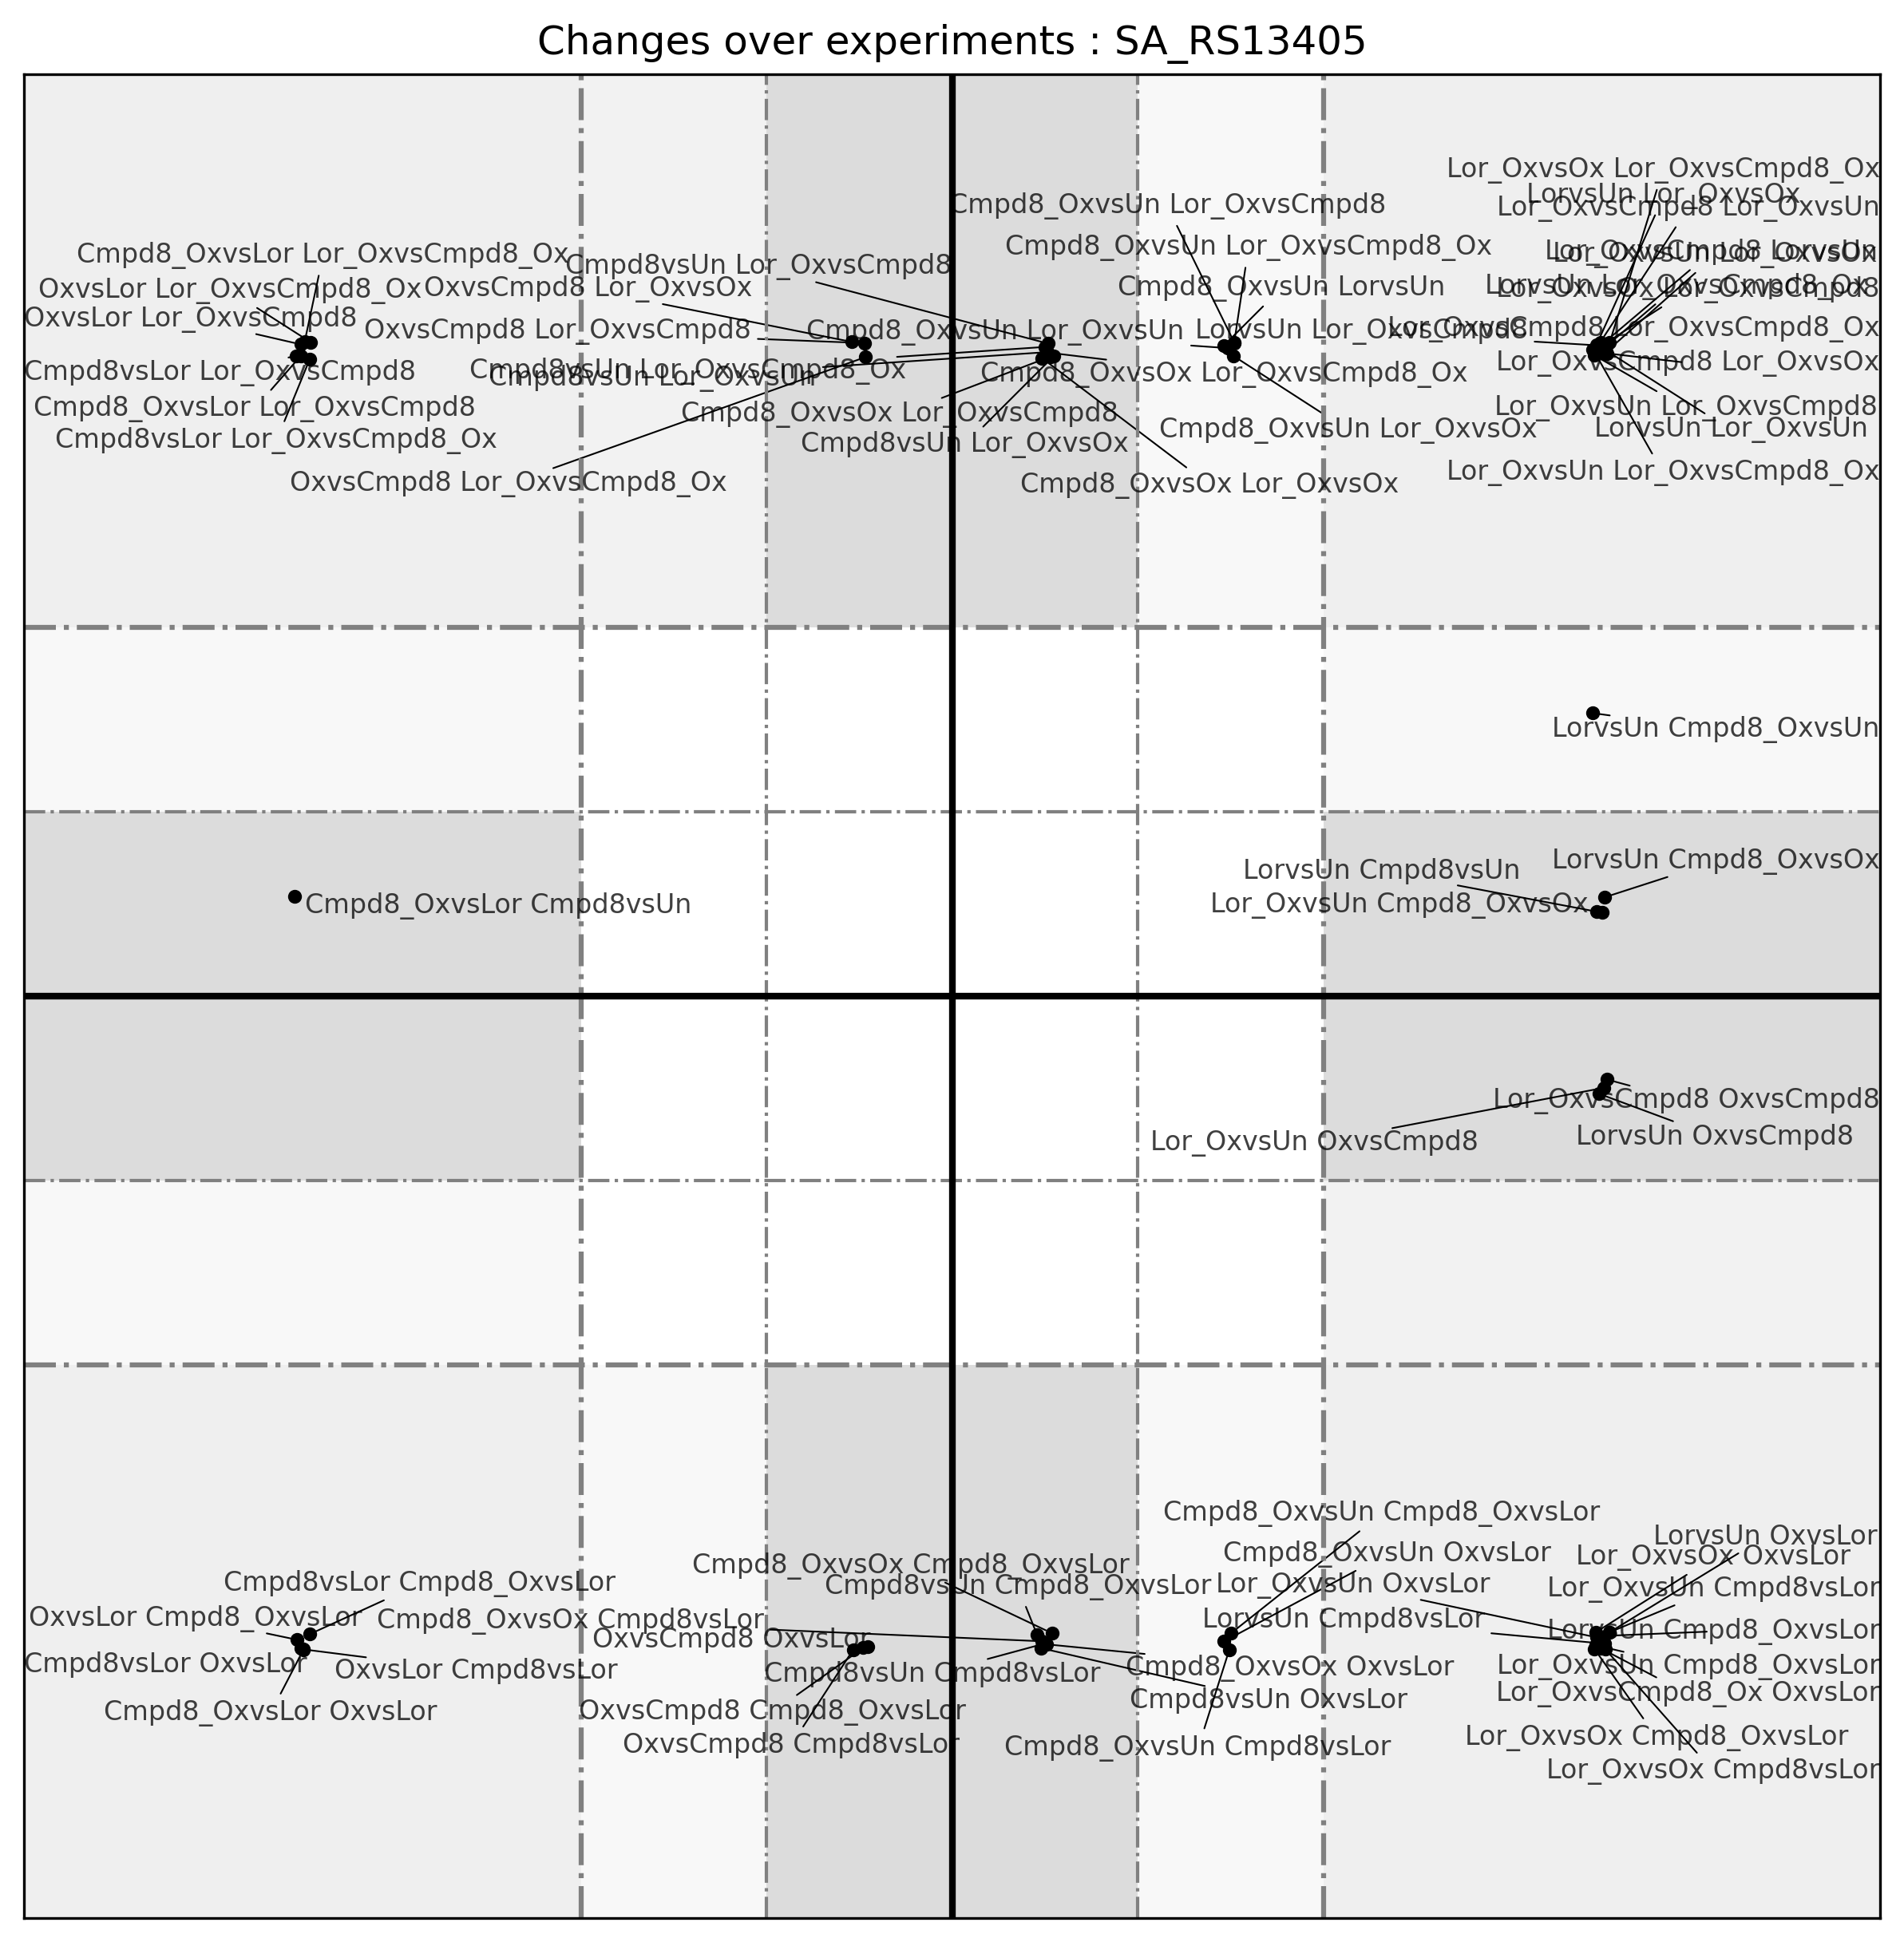 Changes over experiments : SA_RS13405
Lor_OxvsOx Lor_OxvsCmpd8_Ox
LorvsUn Lor_OxvsOx
Cmpd8_OxvsUn Lor_OxvsCmpd8
Lor_OxvsCmpd8 Lor_OxvsUn
Cmpd8_OxvsUn Lor_OxvsCmpd8_Ox
Lor_OxvsCmpd8 LorvsUn
Lor_OxvsUn Lor_OxvsOx
Cmpd8_OxvsLor Lor_OxvsCmpd8_Ox
Cmpd8vsUn Lor_OxvsCmpd8
OxvsLor Lor_OxvsCmpd8_Ox
OxvsCmpd8 Lor_OxvsOx
Cmpd8_OxvsUn LorvsUn
LorvsUn Lor_OxvsCmpd8_Ox
Lor_OxvsOx Lor_OxvsCmpd8
OxvsLor Lor_OxvsCmpd8
OxvsCmpd8 Lor_OxvsCmpd8
Cmpd8_OxvsUn Lor_OxvsUn
LorvsUn Lor_OxvsCmpd8
Lor_OxvsCmpd8 Lor_OxvsCmpd8_Ox
Cmpd8vsLor Lor_OxvsCmpd8
Cmpd8vsUn Lor_OxvsCmpd8_Ox
Cmpd8vsUn Lor_OxvsUn
Cmpd8_OxvsOx Lor_OxvsCmpd8_Ox
Lor_OxvsCmpd8 Lor_OxvsOx
Cmpd8_OxvsLor Lor_OxvsCmpd8
Cmpd8_OxvsOx Lor_OxvsCmpd8
Lor_OxvsUn Lor_OxvsCmpd8
Cmpd8_OxvsUn Lor_OxvsOx
LorvsUn Lor_OxvsUn
Cmpd8vsLor Lor_OxvsCmpd8_Ox
Cmpd8vsUn Lor_OxvsOx
Lor_OxvsUn Lor_OxvsCmpd8_Ox
OxvsCmpd8 Lor_OxvsCmpd8_Ox
Cmpd8_OxvsOx Lor_OxvsOx
LorvsUn Cmpd8_OxvsUn
LorvsUn Cmpd8_OxvsOx
LorvsUn Cmpd8vsUn
Cmpd8_OxvsLor Cmpd8vsUn
Lor_OxvsUn Cmpd8_OxvsOx
Lor_OxvsCmpd8 OxvsCmpd8
LorvsUn OxvsCmpd8
Lor_OxvsUn OxvsCmpd8
Cmpd8_OxvsUn Cmpd8_OxvsLor
LorvsUn OxvsLor
Cmpd8_OxvsUn OxvsLor
Lor_OxvsOx OxvsLor
Cmpd8_OxvsOx Cmpd8_OxvsLor
Cmpd8vsLor Cmpd8_OxvsLor
Cmpd8vsUn Cmpd8_OxvsLor
Lor_OxvsUn OxvsLor
Lor_OxvsUn Cmpd8vsLor
OxvsLor Cmpd8_OxvsLor
Cmpd8_OxvsOx Cmpd8vsLor
LorvsUn Cmpd8vsLor
LorvsUn Cmpd8_OxvsLor
OxvsCmpd8 OxvsLor
Cmpd8vsLor OxvsLor
OxvsLor Cmpd8vsLor
Cmpd8vsUn Cmpd8vsLor
Cmpd8_OxvsOx OxvsLor
Lor_OxvsUn Cmpd8_OxvsLor
Lor_OxvsCmpd8_Ox OxvsLor
Cmpd8vsUn OxvsLor
Cmpd8_OxvsLor OxvsLor
OxvsCmpd8 Cmpd8_OxvsLor
Lor_OxvsOx Cmpd8_OxvsLor
OxvsCmpd8 Cmpd8vsLor
Cmpd8_OxvsUn Cmpd8vsLor
Lor_OxvsOx Cmpd8vsLor